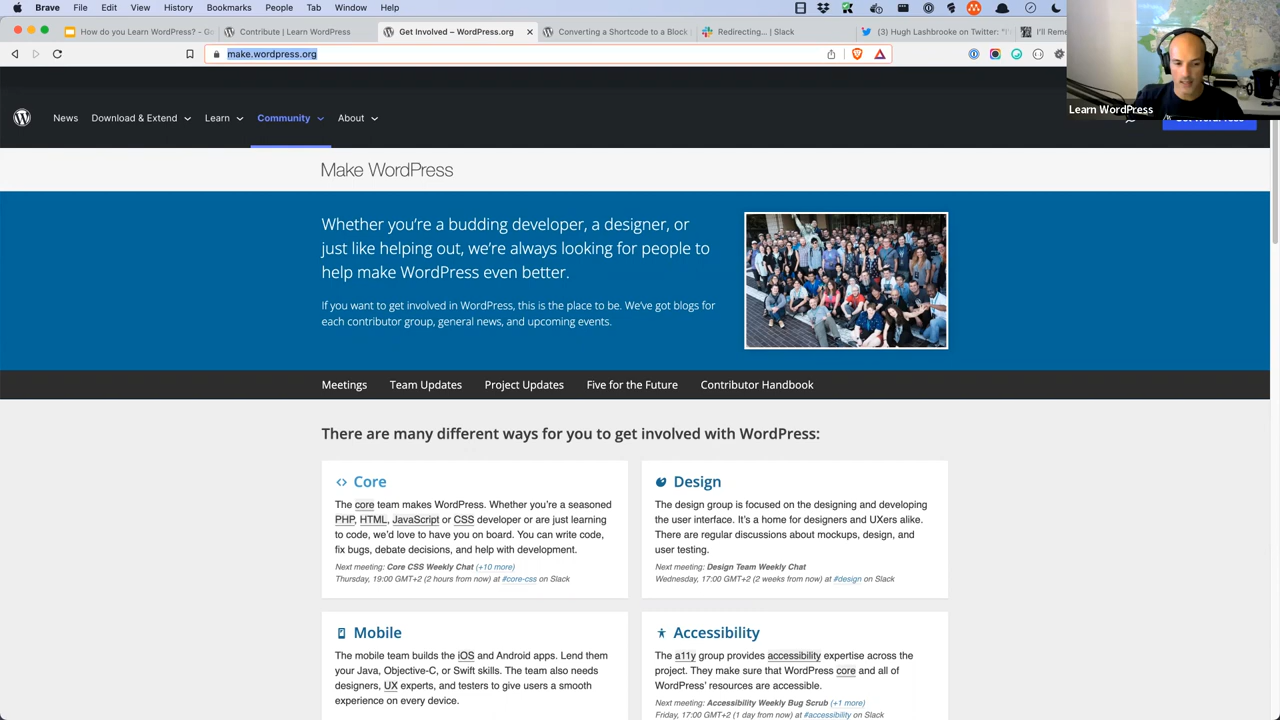 Brave File Edit View History Bookmarks People Tab Window Help
How do you Learn WordPress? - G
Contribute | Learn WordPress
Get Involved – WordPress.org
Converting a Shortcode to a Block
Redirecting... | Slack
(3) Hugh Lashbrooke on Twitter: "I
I'll Reme
make.wordpress.org
Learn WordPress
News
Download & Extend
Learn
Community
About
Make WordPress
Whether you're a budding developer, a designer, or
just like helping out, we're always looking for people to
help make WordPress even better.
If you want to get involved in WordPress, this is the place to be. We've got blogs for
each contributor group, general news, and upcoming events.
Meetings Team Updates Project Updates Five for the Future Contributor Handbook
There are many different ways for you to get involved with WordPress:
Core
The core team makes WordPress. Whether you're a seasoned
PHP, HTML, JavaScript or CSS developer or are just learning
to code, we'd love to have you on board. You can write code,
fix bugs, debate decisions, and help with development.
Next meeting: Core CSS Weekly Chat (+10 more)
Thursday, 19:00 GMT+2 (2 hours from now) at #core-css on Slack
Design
The design group is focused on the designing and developing
the user interface. It's a home for designers and UXers alike.
There are regular discussions about mockups, design, and
user testing.
Next meeting: Design Team Weekly Chat
Wednesday, 17:00 GMT+2 (2 weeks from now) at #design on Slack
Mobile
The mobile team builds the iOS and Android apps. Lend them
your Java, Objective-C, or Swift skills. The team also needs
designers, UX experts, and testers to give users a smooth
experience on every device.
Accessibility
The a11y group provides accessibility expertise across the
project. They make sure that WordPress core and all of
WordPress' resources are accessible.
Next meeting: Accessibility Weekly Bug Scrub (+1 more)
Friday, 17:00 GMT+2 (1 day from now) at #accessibility on Slack